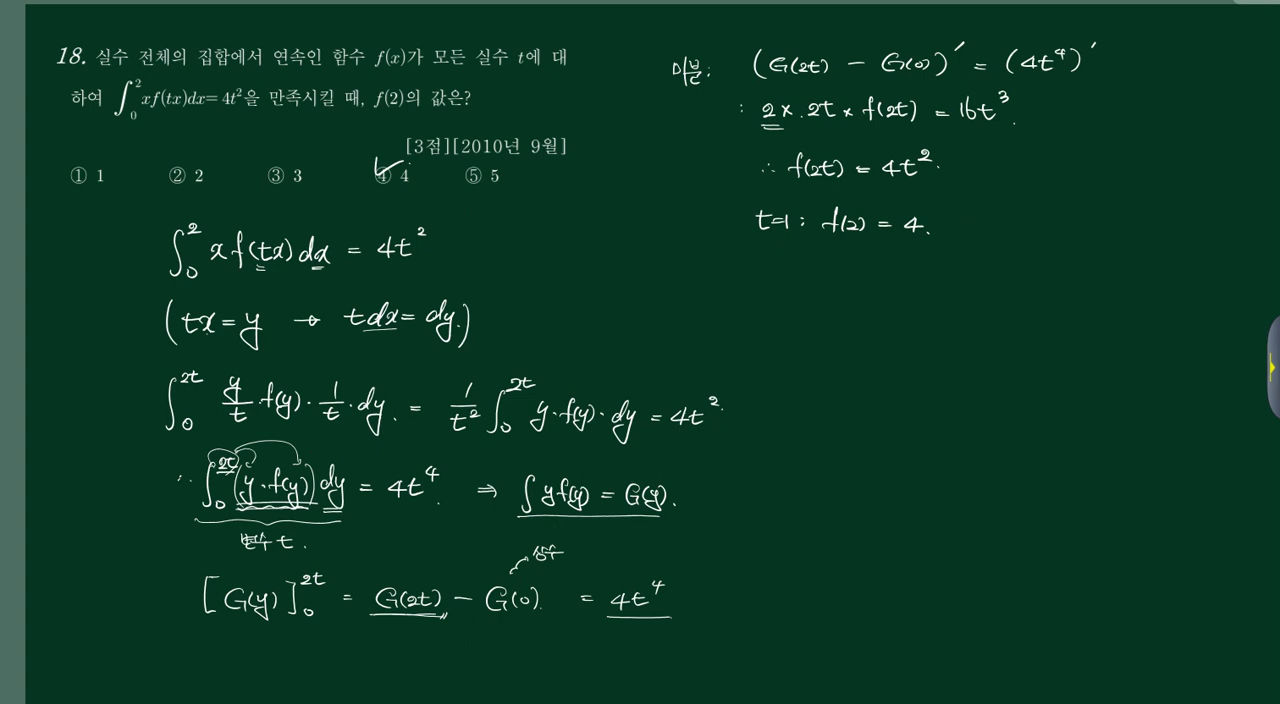 18. 실수 전체의 집합에서 연속인 함수 f(x)가 모든 실수 t에 대
하여 ∫₀² xf(tx)dx=4t²을 만족시킬 때, f(2)의 값은?
[3점][2010년 9월]
① 1 ② 2 ③ 3 ④ 4 ⑤ 5
∫₀² x f(tx) dx = 4t²
(tx = y → t dx = dy.)
∫₀^{2t} y/t · f(y) · 1/t · dy. = 1/t² ∫₀^{2t} y · f(y) · dy = 4t².
∴ ∫₀^{2t} (y · f(y)) dy = 4t⁴. ⇒ ∫ y f(y) = G(y).
변수 t.
상수
[G(y)]₀^{2t} = G(2t) - G(0). = 4t⁴
미분: (G(2t) - G(0))′ = (4t⁴)′
: 2 × 2t × f(2t) = 16t³.
∴ f(2t) = 4t².
t=1 : f(2) = 4.